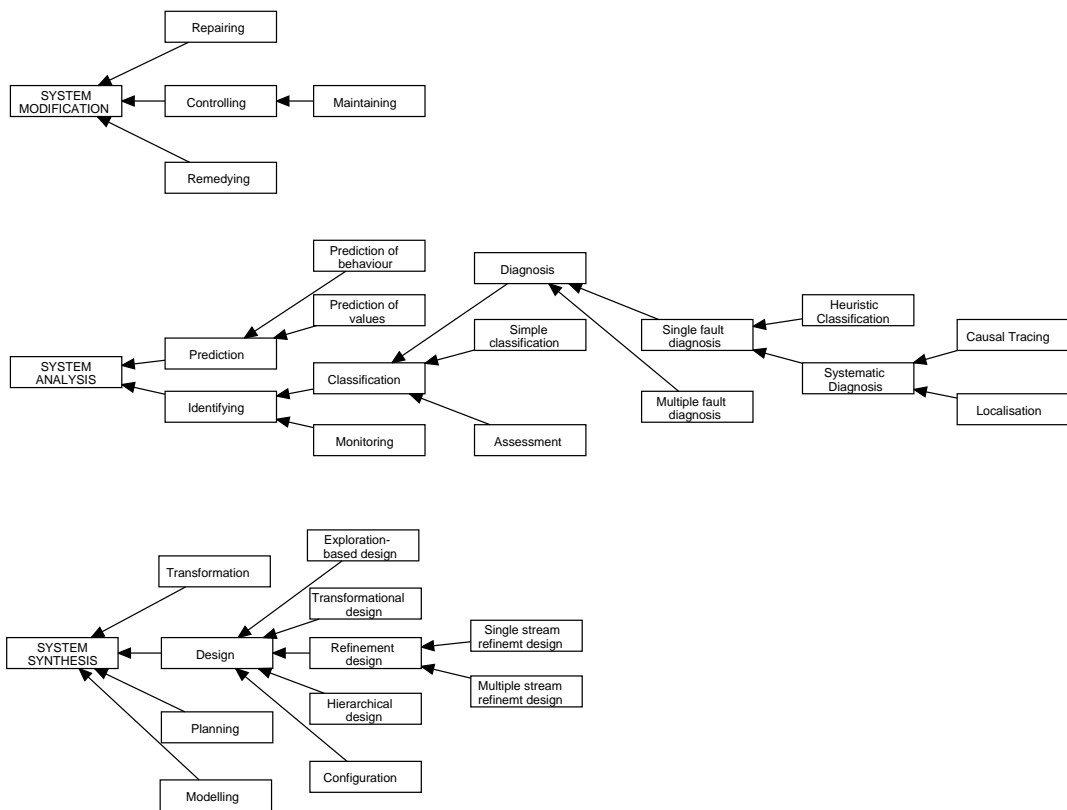 Repairing
SYSTEM
MODIFICATION
Controlling
Maintaining
Remedying
Prediction of
behaviour
Diagnosis
Prediction of
values
Simple
classification
Single fault
diagnosis
Heuristic
Classification
Causal Tracing
SYSTEM
ANALYSIS
Prediction
Classification
Systematic
Diagnosis
Identifying
Multiple fault
diagnosis
Localisation
Monitoring
Assessment
Exploration-
based design
Transformation
Transformational
design
SYSTEM
SYNTHESIS
Design
Refinement
design
Single stream
refinemt design
Multiple stream
refinemt design
Hierarchical
design
Planning
Configuration
Modelling